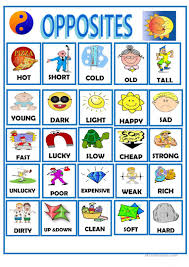 OPPOSITES
HOT SHORT COLD OLD TALL
YOUNG DARK LIGHT HAPPY SAD
FAST LUCKY SLOW CHEAP STRONG
UNLUCKY POOR EXPENSIVE WEAK RICH
DIRTY UP &DOWN CLEAN SOFT HARD